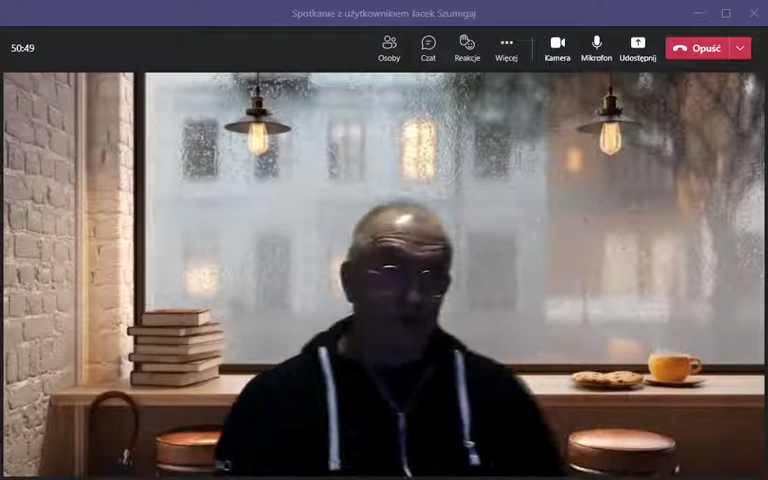 Spotkanie z użytkownikiem Jacek Szumigaj
50:49
Osoby
Czat
Reakcje
Więcej
Kamera
Mikrofon
Udostępnij
Opuść